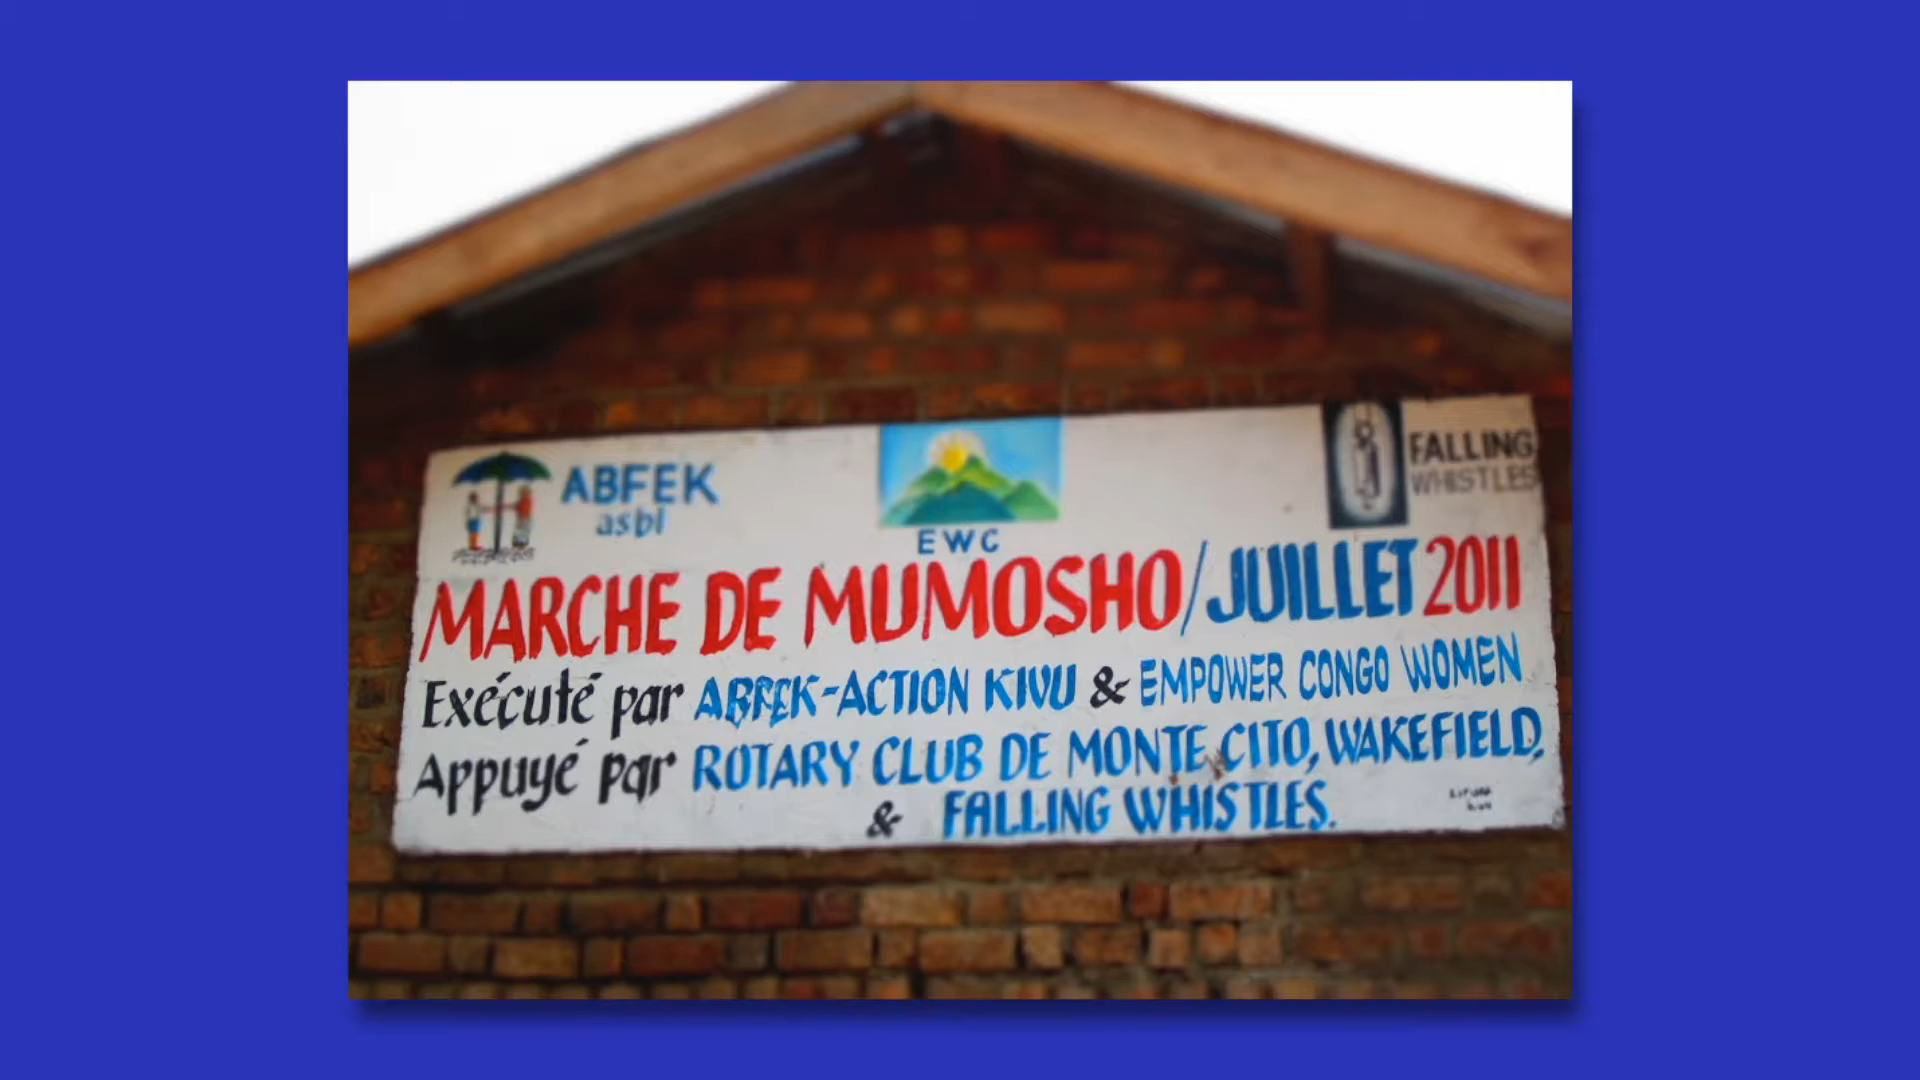 ABFEK
asbl
EWC
FALLING
WHISTLES
MARCHE DE MUMOSHO/JUILLET 2011
Exécuté par ABFEK-ACTION KIVU & EMPOWER CONGO WOMEN
Appuyé par ROTARY CLUB DE MONTE CITO, WAKEFIELD,
& FALLING WHISTLES.